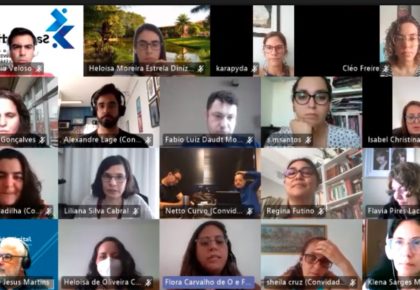 Veloso
Heloisa Moreira Estrela Diniz
karapyda
Cléo Freire
Gonçalves
Alexandre Lage (Con
Fabio Luiz Daudt Mo
s.msantos
Isabel Christina
adilha (Co
Liliana Silva Cabral
Netto Curvo (Convidad
Regina Futino
Flavia Pires Lac
Jesus Martins
Heloisa de Oliveira C
Flora Carvalho de O e F
sheila cruz (Convidad
Klena Sarges M